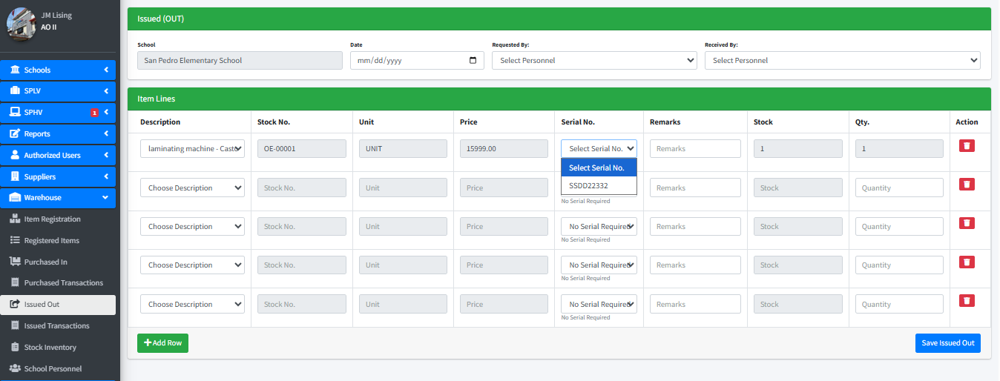 JM Lising
AO II
Schools
SPLV
SPHV 1
Reports
Authorized Users
Suppliers
Warehouse
Item Registration
Registered Items
Purchased In
Purchased Transactions
Issued Out
Issued Transactions
Stock Inventory
School Personnel
Issued (OUT)
School Date Requested By: Received By:
San Pedro Elementary School mm/dd/yyyy Select Personnel Select Personnel
Item Lines
Description Stock No. Unit Price Serial No. Remarks Stock Qty. Action
laminating machine - Casto OE-00001 UNIT 15999.00 Select Serial No. Remarks 1 1
Select Serial No.
SSDD22332
Choose Description Stock No. Unit Price Remarks Stock Quantity
No Serial Required
Choose Description Stock No. Unit Price No Serial Required Remarks Stock Quantity
No Serial Required
Choose Description Stock No. Unit Price No Serial Required Remarks Stock Quantity
No Serial Required
Choose Description Stock No. Unit Price No Serial Required Remarks Stock Quantity
No Serial Required
Add Row Save Issued Out